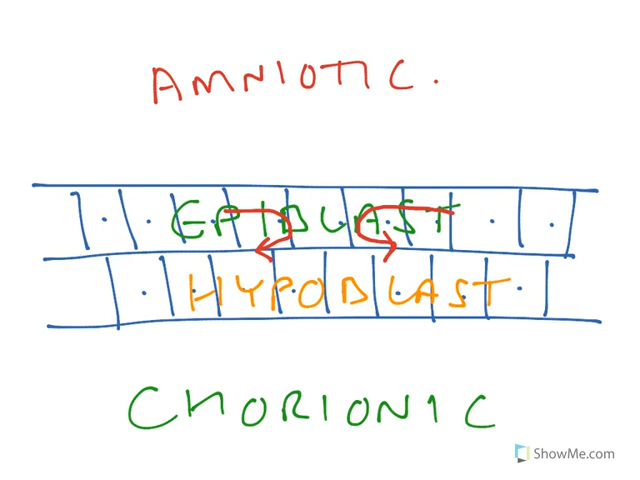 AMNIOTIC.
EPIBLAST
HYPOBLAST
CHORIONIC
ShowMe.com